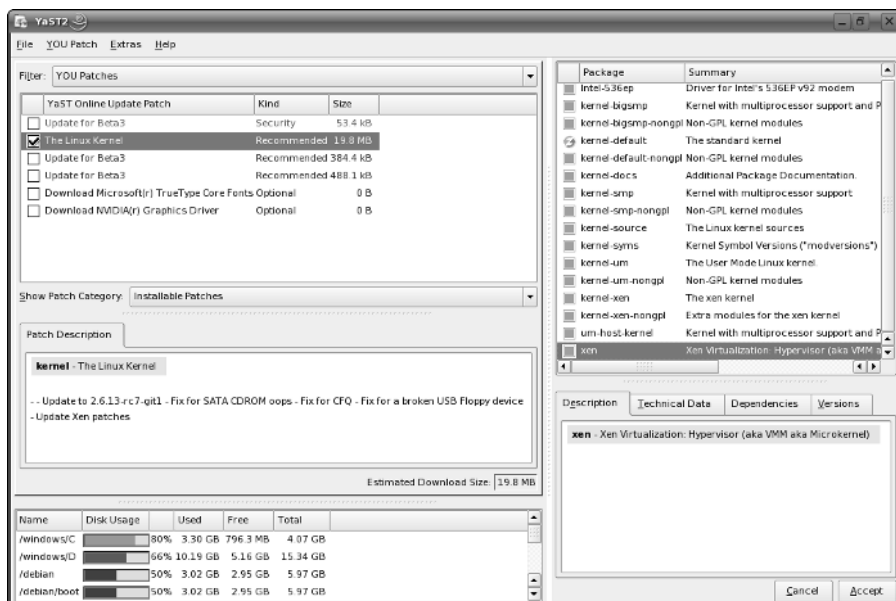 YaST2
File YOU Patch Extras Help
Filter: YOU Patches
YaST Online Update Patch Kind Size
Update for Beta3 Security 53.4 kB
The Linux Kernel Recommended 19.8 MB
Update for Beta3 Recommended 384.4 kB
Update for Beta3 Recommended 488.1 kB
Download Microsoft(r) TrueType Core Fonts Optional 0 B
Download NVIDIA(r) Graphics Driver Optional 0 B
Show Patch Category: Installable Patches
Patch Description
kernel - The Linux Kernel
- - Update to 2.6.13-rc7-git1 - Fix for SATA CDROM oops - Fix for CFQ - Fix for a broken USB Floppy device
- Update Xen patches
Estimated Download Size: 19.8 MB
Name Disk Usage Used Free Total
/windows/C 80% 3.30 GB 796.3 MB 4.07 GB
/windows/D 66% 10.19 GB 5.16 GB 15.34 GB
/debian 50% 3.02 GB 2.95 GB 5.97 GB
/debian/boot 50% 3.02 GB 2.95 GB 5.97 GB
Package Summary
Intel-536ep Driver for Intel's 536EP v92 modem
kernel-bigsmp Kernel with multiprocessor support and P
kernel-bigsmp-nongpl Non-GPL kernel modules
kernel-default The standard kernel
kernel-default-nongpl Non-GPL kernel modules
kernel-docs Additional Package Documentation.
kernel-smp Kernel with multiprocessor support
kernel-smp-nongpl Non-GPL kernel modules
kernel-source The Linux kernel sources
kernel-syms Kernel Symbol Versions ("modversions")
kernel-um The User Mode Linux kernel.
kernel-um-nongpl Non-GPL kernel modules
kernel-xen The xen kernel
kernel-xen-nongpl Extra modules for the xen kernel
um-host-kernel Kernel with multiprocessor support and P
xen Xen Virtualization: Hypervisor (aka VMM a
Description Technical Data Dependencies Versions
xen - Xen Virtualization: Hypervisor (aka VMM aka Microkernel)
Cancel Accept